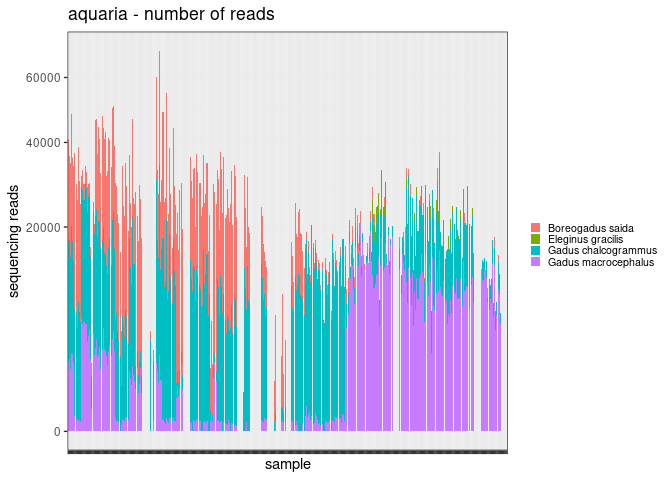 aquaria - number of reads
60000
40000
20000
0
sequencing reads
sample
Boreogadus saida
Eleginus gracilis
Gadus chalcogrammus
Gadus macrocephalus